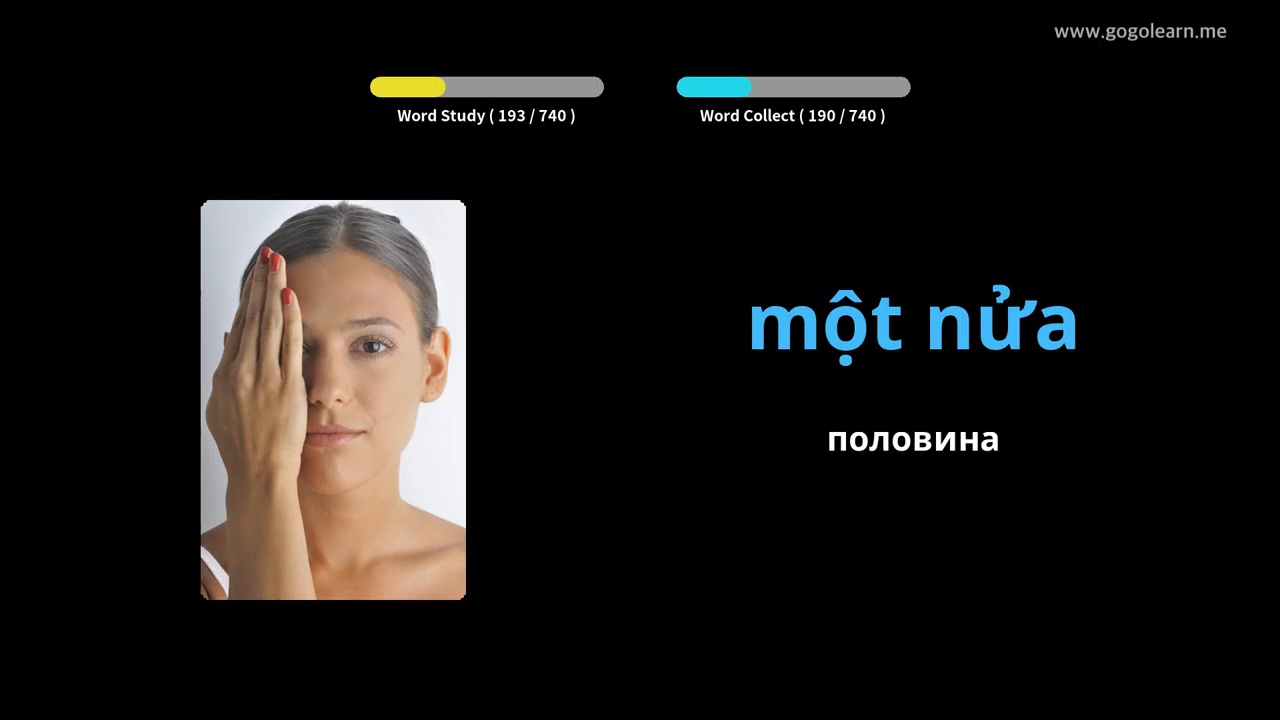 www.gogolearn.me
Word Study ( 193 / 740 )
Word Collect ( 190 / 740 )
một nửa
половина